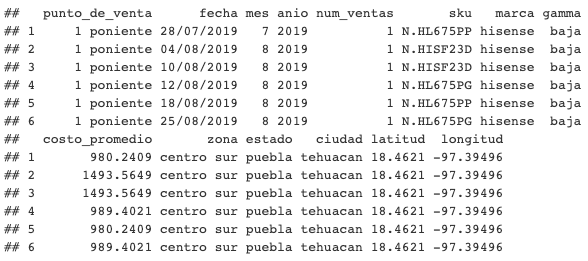 ##   punto_de_venta      fecha mes anio num_ventas        sku   marca gamma
## 1     1 poniente 28/07/2019   7 2019          1 N.HL675PP hisense  baja
## 2     1 poniente 04/08/2019   8 2019          1 N.HISF23D hisense  baja
## 3     1 poniente 10/08/2019   8 2019          1 N.HISF23D hisense  baja
## 4     1 poniente 12/08/2019   8 2019          1 N.HL675PG hisense  baja
## 5     1 poniente 18/08/2019   8 2019          1 N.HL675PP hisense  baja
## 6     1 poniente 25/08/2019   8 2019          1 N.HL675PG hisense  baja
##   costo_promedio       zona estado   ciudad latitud  longitud
## 1       980.2409 centro sur puebla tehuacan 18.4621 -97.39496
## 2      1493.5649 centro sur puebla tehuacan 18.4621 -97.39496
## 3      1493.5649 centro sur puebla tehuacan 18.4621 -97.39496
## 4       989.4021 centro sur puebla tehuacan 18.4621 -97.39496
## 5       980.2409 centro sur puebla tehuacan 18.4621 -97.39496
## 6       989.4021 centro sur puebla tehuacan 18.4621 -97.39496